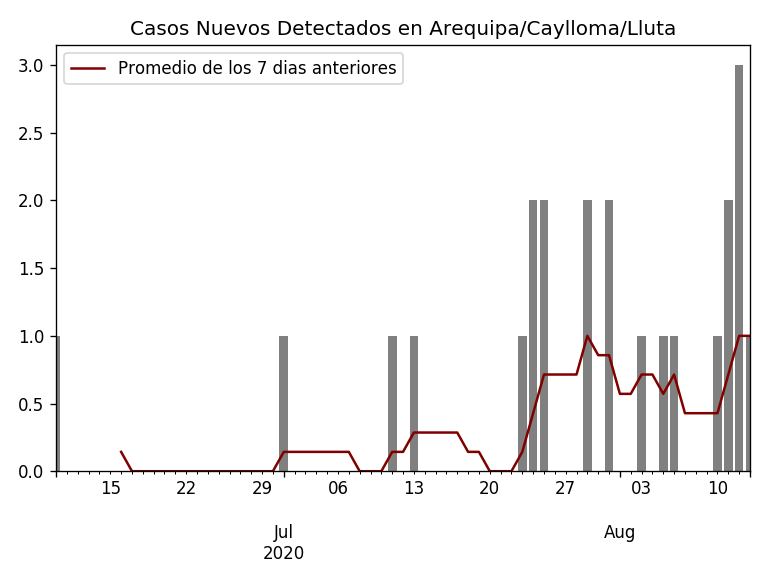 Casos Nuevos Detectados en Arequipa/Caylloma/Lluta
Promedio de los 7 dias anteriores
3.0
2.5
2.0
1.5
1.0
0.5
0.0
15 22 29 06 13 20 27 03 10
Jul Aug
2020